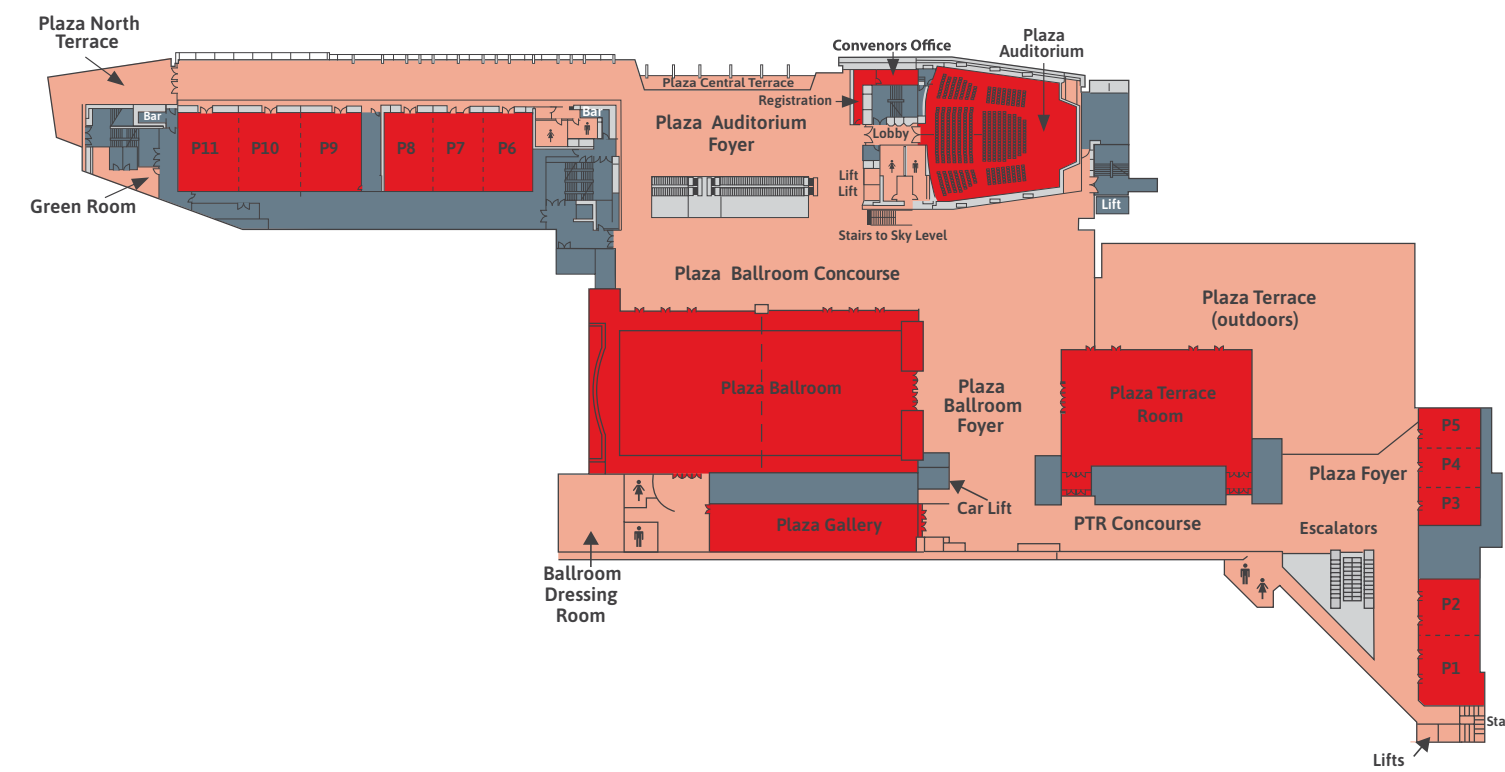 Plaza North
Terrace
Convenors Office
Plaza
Auditorium
Plaza Central Terrace
Registration
Bar
Bar
Plaza Auditorium
Foyer
Lobby
P11
P10
P9
P8
P7
P6
Lift
Lift
Green Room
Lift
Stairs to Sky Level
Plaza Ballroom Concourse
Plaza Terrace
(outdoors)
Plaza Ballroom
Plaza
Ballroom
Foyer
Plaza Terrace
Room
P5
P4
Plaza Foyer
P3
Car Lift
Plaza Gallery
PTR Concourse
Escalators
Ballroom
Dressing
Room
P2
P1
Sta
Lifts